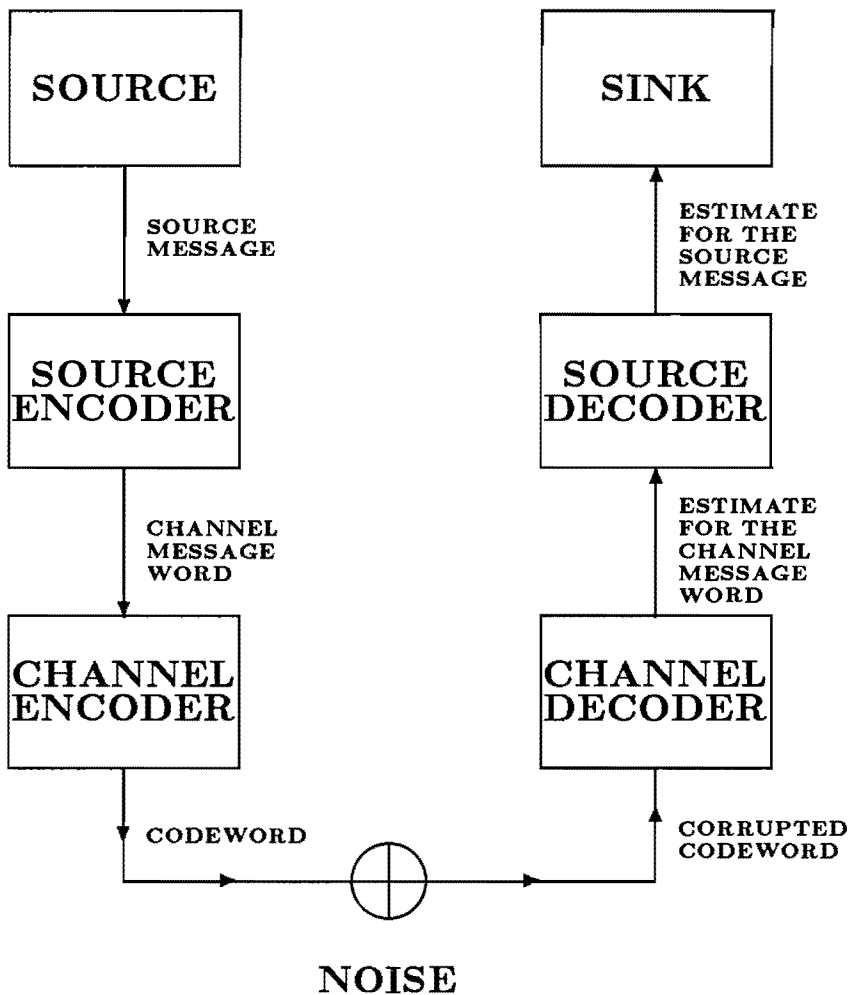 SOURCE
SOURCE
MESSAGE
SOURCE
ENCODER
CHANNEL
MESSAGE
WORD
CHANNEL
ENCODER
CODEWORD
NOISE
CORRUPTED
CODEWORD
CHANNEL
DECODER
ESTIMATE
FOR THE
CHANNEL
MESSAGE
WORD
SOURCE
DECODER
ESTIMATE
FOR THE
SOURCE
MESSAGE
SINK